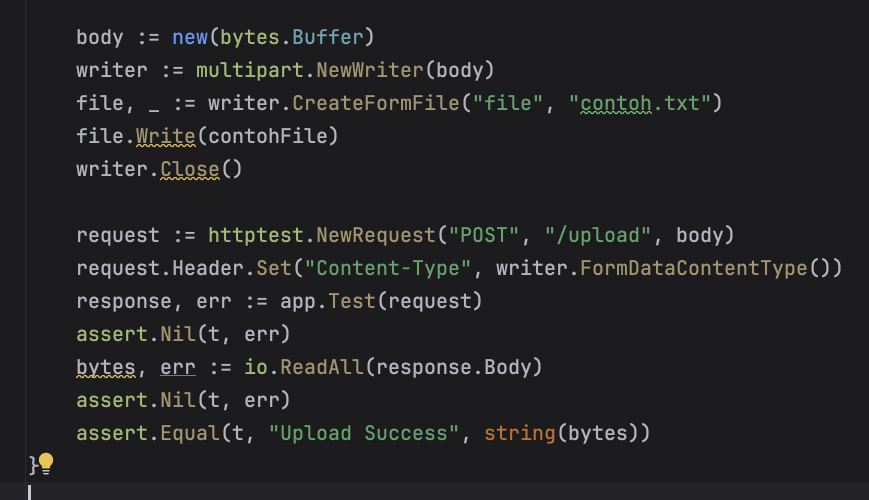 body := new(bytes.Buffer)
writer := multipart.NewWriter(body)
file, _ := writer.CreateFormFile("file", "contoh.txt")
file.Write(contohFile)
writer.Close()
request := httptest.NewRequest("POST", "/upload", body)
request.Header.Set("Content-Type", writer.FormDataContentType())
response, err := app.Test(request)
assert.Nil(t, err)
bytes, err := io.ReadAll(response.Body)
assert.Nil(t, err)
assert.Equal(t, "Upload Success", string(bytes))
}